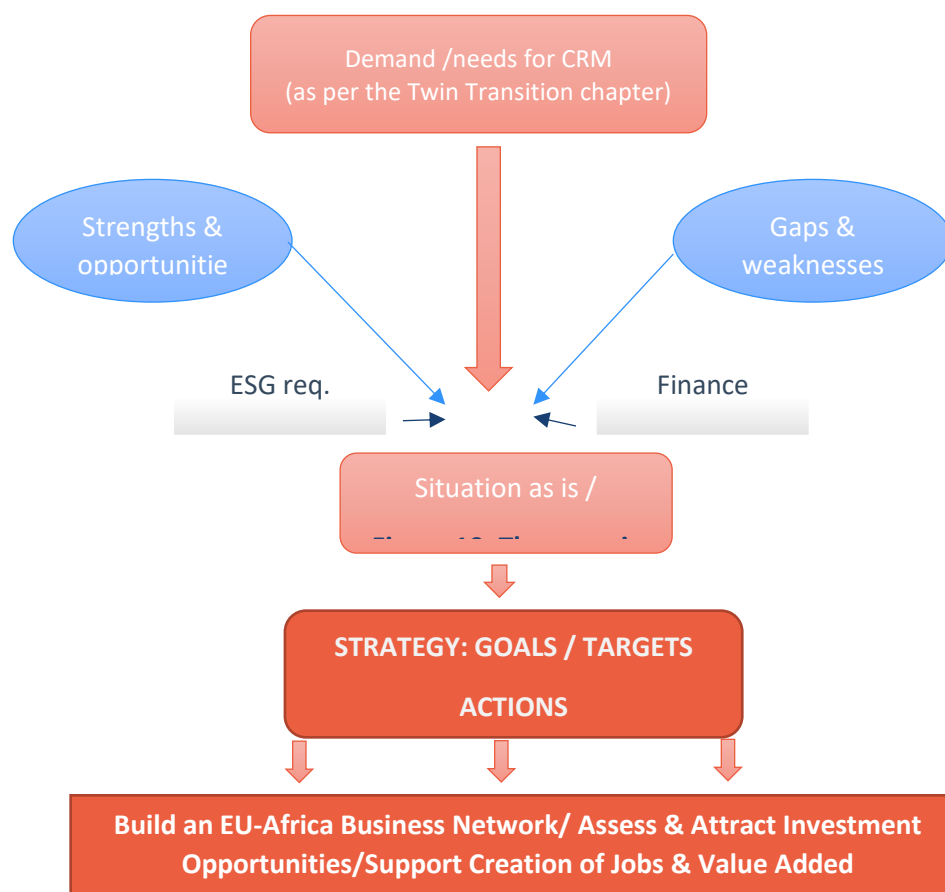 Demand /needs for CRM
(as per the Twin Transition chapter)
Strengths &
opportunitie
Gaps &
weaknesses
ESG req.
Finance
Situation as is /
STRATEGY: GOALS / TARGETS
ACTIONS
Build an EU-Africa Business Network/ Assess & Attract Investment
Opportunities/Support Creation of Jobs & Value Added